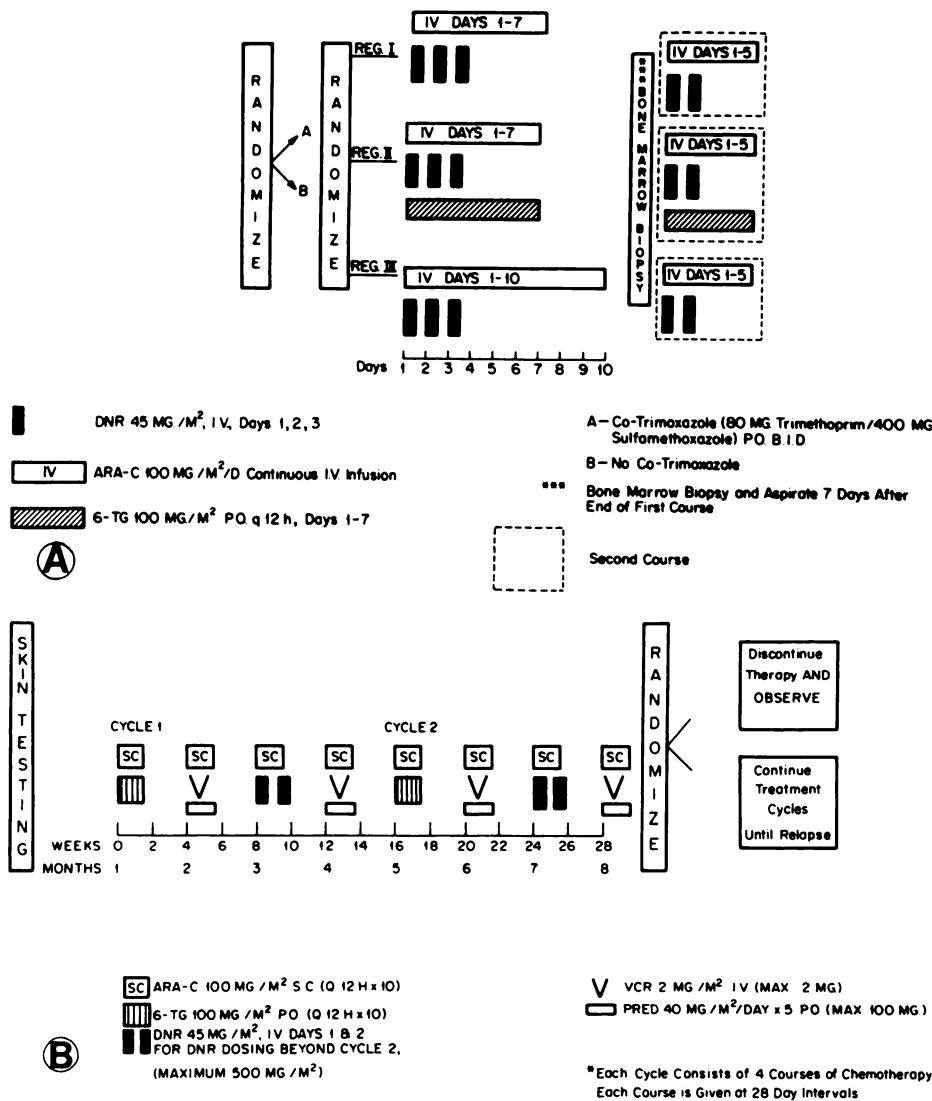 RANDOMIZE
A
B
RANDOMIZE
REG. I
IV DAYS 1-7
REG. II
IV DAYS 1-7
REG. III
IV DAYS 1-10
Days 1 2 3 4 5 6 7 8 9 10
***BONE MARROW BIOPSY
IV DAYS 1-5
IV DAYS 1-5
IV DAYS 1-5
DNR 45 MG/M², I.V., Days 1,2,3
IV ARA-C 100 MG/M²/D Continuous I.V. Infusion
6-TG 100 MG/M² P.O. q 12 h, Days 1-7
A
A-Co-Trimoxazole (80 MG. Trimethoprim/400 MG
Sulfamethoxazole) P.O. B.I.D.
B-No Co-Trimoxazole
*** Bone Marrow Biopsy and Aspirate 7 Days After
End of First Course
Second Course
SKIN TESTING
CYCLE 1
CYCLE 2
SC SC SC SC SC SC SC SC
WEEKS 0 2 4 6 8 10 12 14 16 18 20 22 24 26 28
MONTHS 1 2 3 4 5 6 7 8
RANDOMIZE
Discontinue
Therapy AND
OBSERVE
Continue
Treatment
Cycles
Until Relapse
SC ARA-C 100 MG/M² S C (Q 12 H x 10)
6-TG 100 MG/M² PO (Q 12 H x 10)
DNR 45 MG/M², IV DAYS 1 & 2
FOR DNR DOSING BEYOND CYCLE 2,
(MAXIMUM 500 MG/M²)
B
VCR 2 MG/M² IV (MAX 2 MG)
PRED 40 MG/M²/DAY x 5 PO (MAX 100 MG)
*Each Cycle Consists of 4 Courses of Chemotherapy
Each Course is Given at 28 Day Intervals